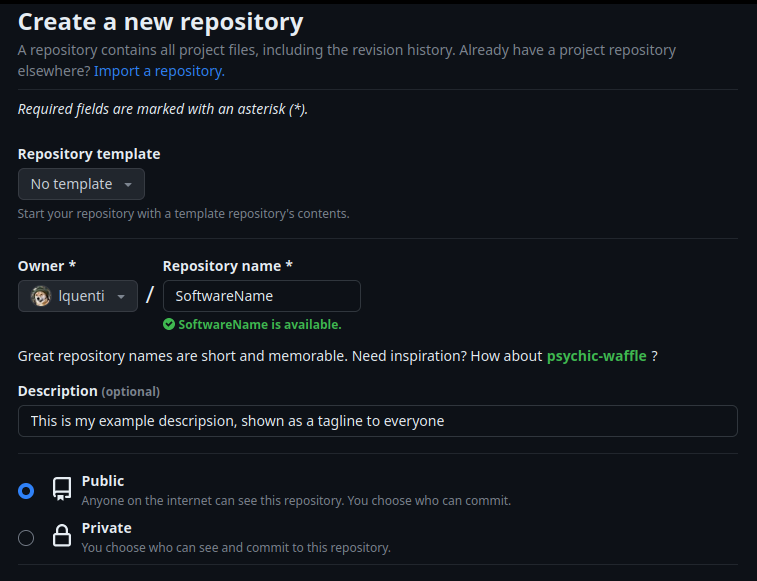 Create a new repository
A repository contains all project files, including the revision history. Already have a project repository
elsewhere? Import a repository.
Required fields are marked with an asterisk (*).
Repository template
No template
Start your repository with a template repository's contents.
Owner *
Repository name *
lquenti
/
SoftwareName
SoftwareName is available.
Great repository names are short and memorable. Need inspiration? How about psychic-waffle ?
Description (optional)
This is my example descripsion, shown as a tagline to everyone
Public
Anyone on the internet can see this repository. You choose who can commit.
Private
You choose who can see and commit to this repository.